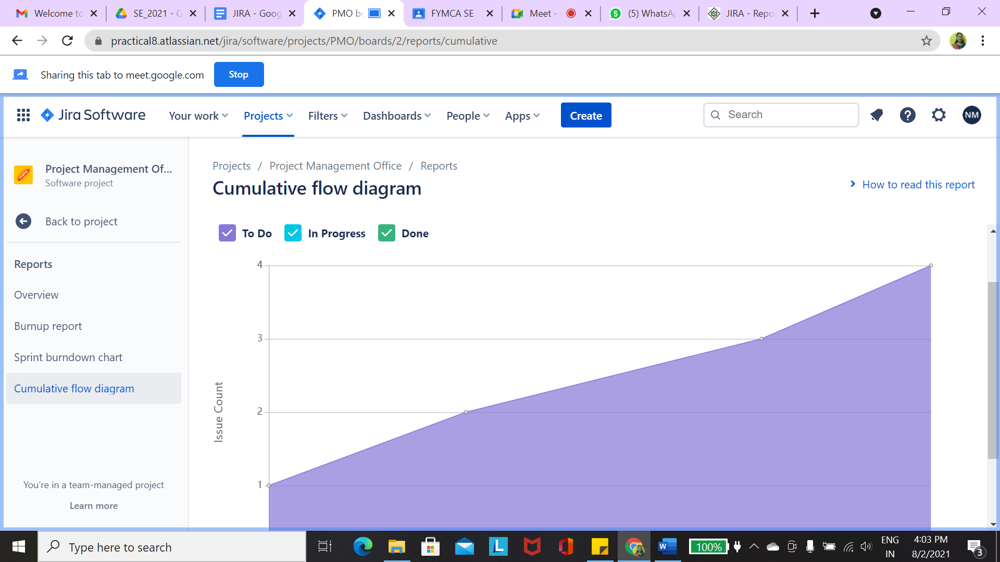 Welcome to
SE_2021 - G
JIRA - Goog
PMO bo
FYMCA SE
Meet -
5
(5) WhatsAp
JIRA - Repo
practical8.atlassian.net/jira/software/projects/PMO/boards/2/reports/cumulative
Sharing this tab to meet.google.com
Stop
Jira Software
Your work
Projects
Filters
Dashboards
People
Apps
Create
Search
NM
Project Management Of...
Software project
Back to project
Reports
Overview
Burnup report
Sprint burndown chart
Cumulative flow diagram
You're in a team-managed project
Learn more
Projects / Project Management Office / Reports
Cumulative flow diagram
How to read this report
To Do
In Progress
Done
4
3
2
1
Issue Count
Type here to search
L
W
100%
ENG
IN
4:03 PM
8/2/2021
3